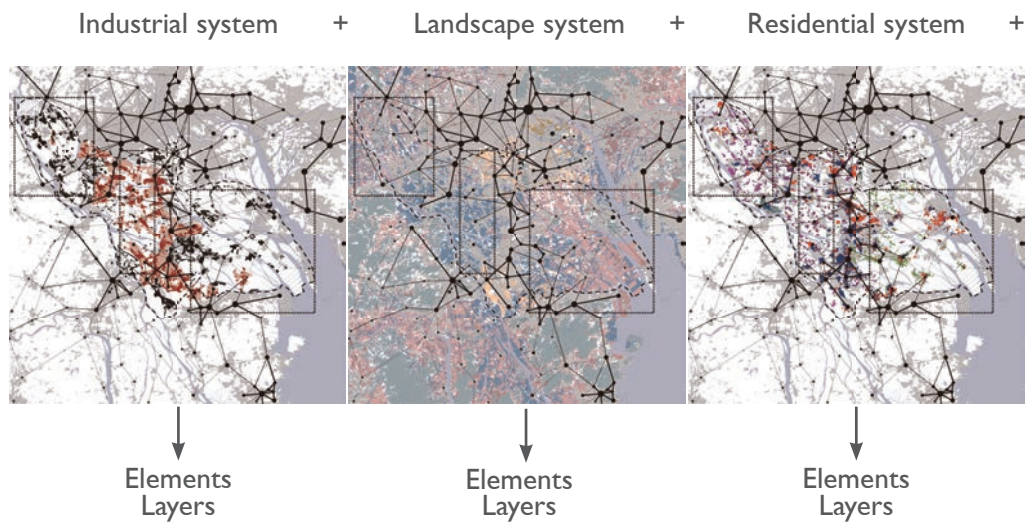 Industrial system + Landscape system + Residential system +
Elements Elements Elements
Layers Layers Layers